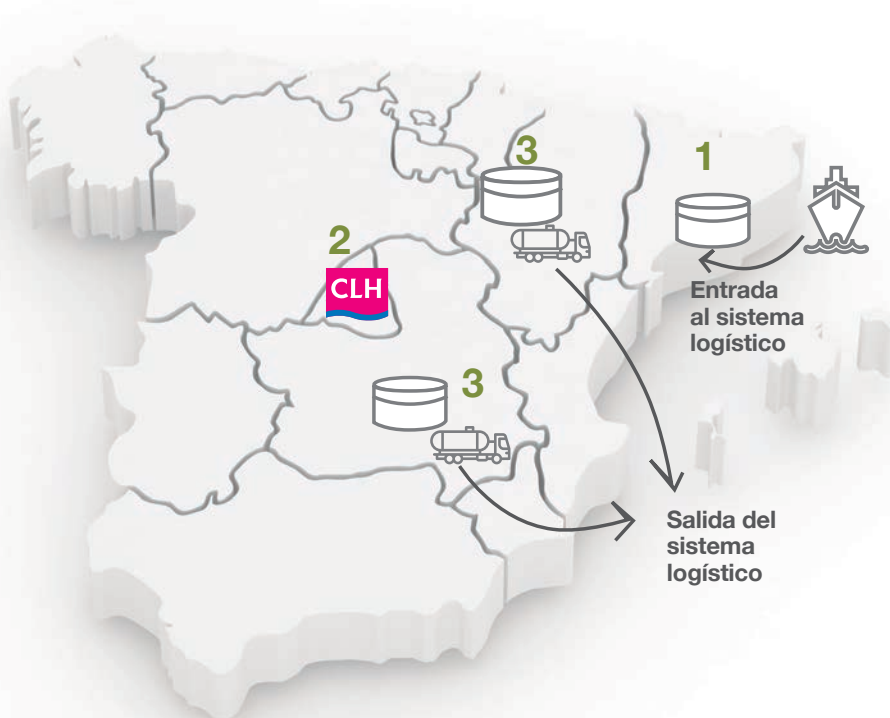 3
1
2
CLH
Entrada
al sistema
logístico
3
Salida del
sistema
logístico